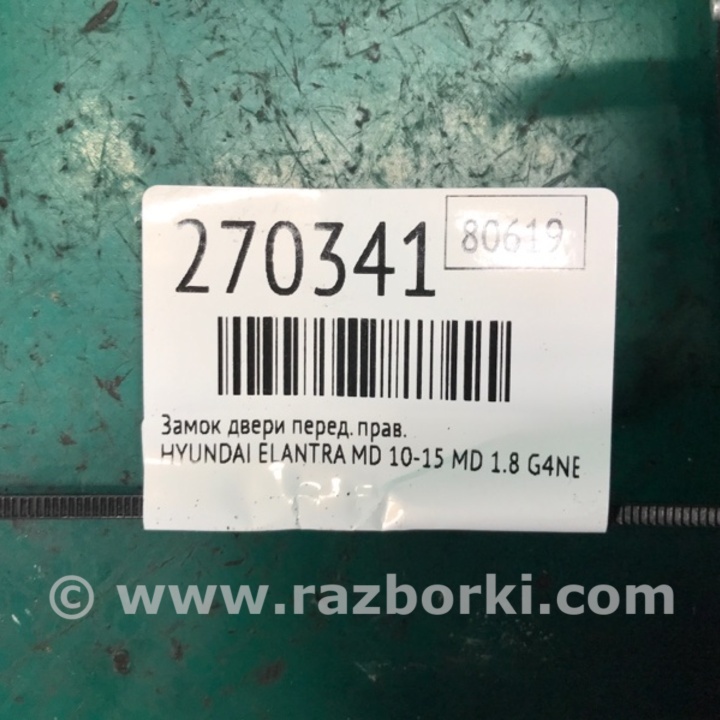 270341
80619
Замок двери перед. прав.
HYUNDAI ELANTRA MD 10-15 MD 1.8 G4NE
© www.razborki.com